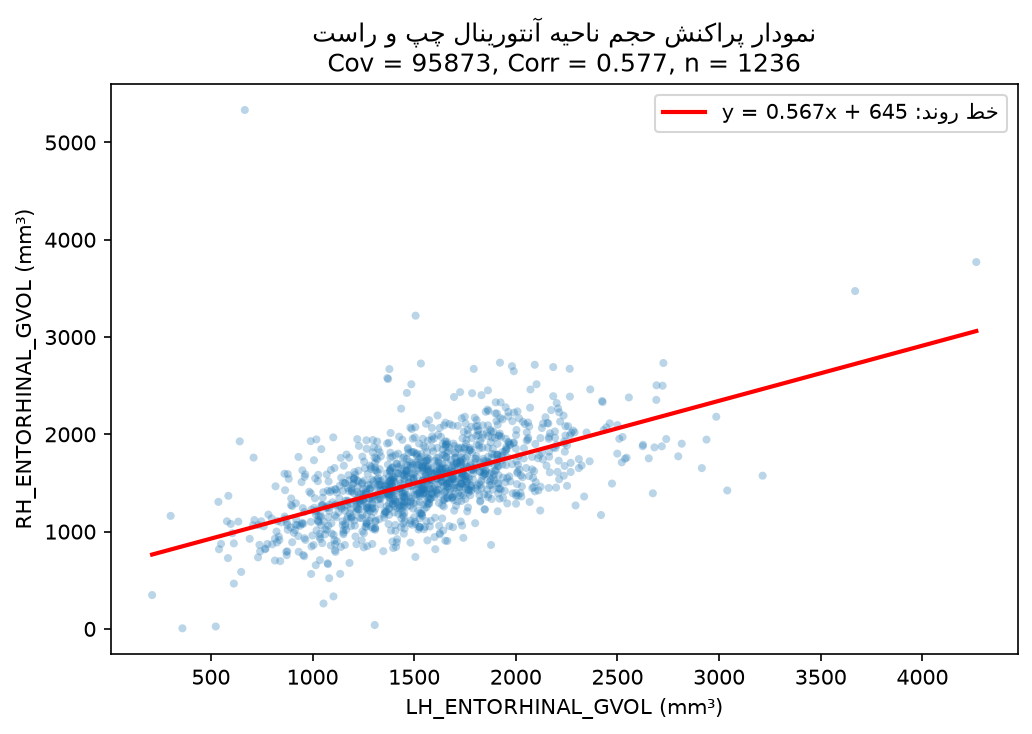 نمودار پراکنش حجم ناحیه آنتورینال چپ و راست
Cov = 95873, Corr = 0.577, n = 1236
خط روند: y = 0.567x + 645
RH_ENTORHINAL_GVOL (mm³)
5000
4000
3000
2000
1000
0
500 1000 1500 2000 2500 3000 3500 4000
LH_ENTORHINAL_GVOL (mm³)